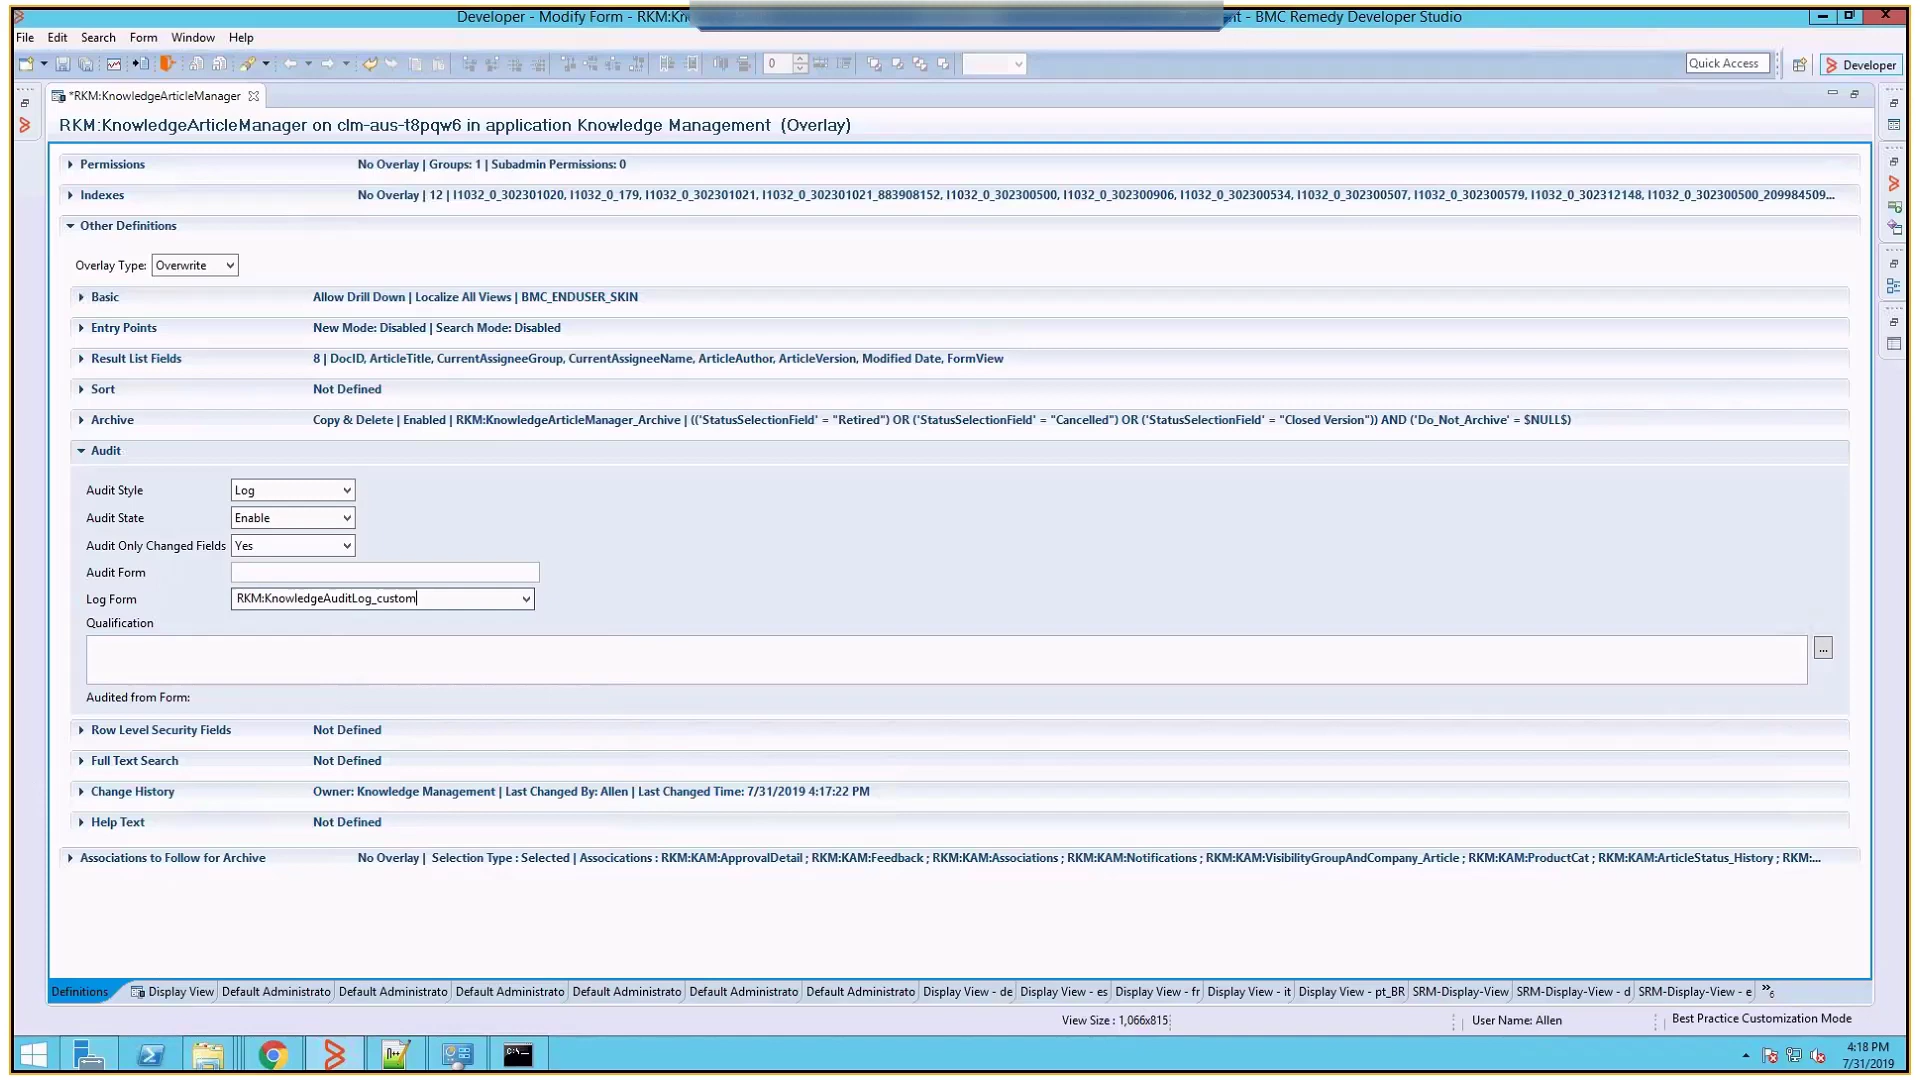 Developer - Modify Form - RKM:Kn
t - BMC Remedy Developer Studio
File Edit Search Form Window Help
0
Quick Access
Developer
*RKM:KnowledgeArticleManager
RKM:KnowledgeArticleManager on clm-aus-t8pqw6 in application Knowledge Management (Overlay)
Permissions No Overlay | Groups: 1 | Subadmin Permissions: 0
Indexes No Overlay | 12 | I1032_0_302301020, I1032_0_179, I1032_0_302301021, I1032_0_302301021_883908152, I1032_0_302300500, I1032_0_302300906, I1032_0_302300534, I1032_0_302300507, I1032_0_302300579, I1032_0_302312148, I1032_0_302300500_209984509...
Other Definitions
Overlay Type: Overwrite
Basic Allow Drill Down | Localize All Views | BMC_ENDUSER_SKIN
Entry Points New Mode: Disabled | Search Mode: Disabled
Result List Fields 8 | DocID, ArticleTitle, CurrentAssigneeGroup, CurrentAssigneeName, ArticleAuthor, ArticleVersion, Modified Date, FormView
Sort Not Defined
Archive Copy & Delete | Enabled | RKM:KnowledgeArticleManager_Archive | (('StatusSelectionField' = "Retired") OR ('StatusSelectionField' = "Cancelled") OR ('StatusSelectionField' = "Closed Version")) AND ('Do_Not_Archive' = $NULL$)
Audit
Audit Style Log
Audit State Enable
Audit Only Changed Fields Yes
Audit Form
Log Form RKM:KnowledgeAuditLog_custom
Qualification
...
Audited from Form:
Row Level Security Fields Not Defined
Full Text Search Not Defined
Change History Owner: Knowledge Management | Last Changed By: Allen | Last Changed Time: 7/31/2019 4:17:22 PM
Help Text Not Defined
Associations to Follow for Archive No Overlay | Selection Type : Selected | Assocications : RKM:KAM:ApprovalDetail ; RKM:KAM:Feedback ; RKM:KAM:Associations ; RKM:KAM:Notifications ; RKM:KAM:VisibilityGroupAndCompany_Article ; RKM:KAM:ProductCat ; RKM:KAM:ArticleStatus_History ; RKM:...
Definitions Display View Default Administrato Default Administrato Default Administrato Default Administrato Default Administrato Default Administrato Display View - de Display View - es Display View - fr Display View - it Display View - pt_BR SRM-Display-View SRM-Display-View - d SRM-Display-View - e »6
View Size : 1,066x815 User Name: Allen Best Practice Customization Mode
4:18 PM
7/31/2019